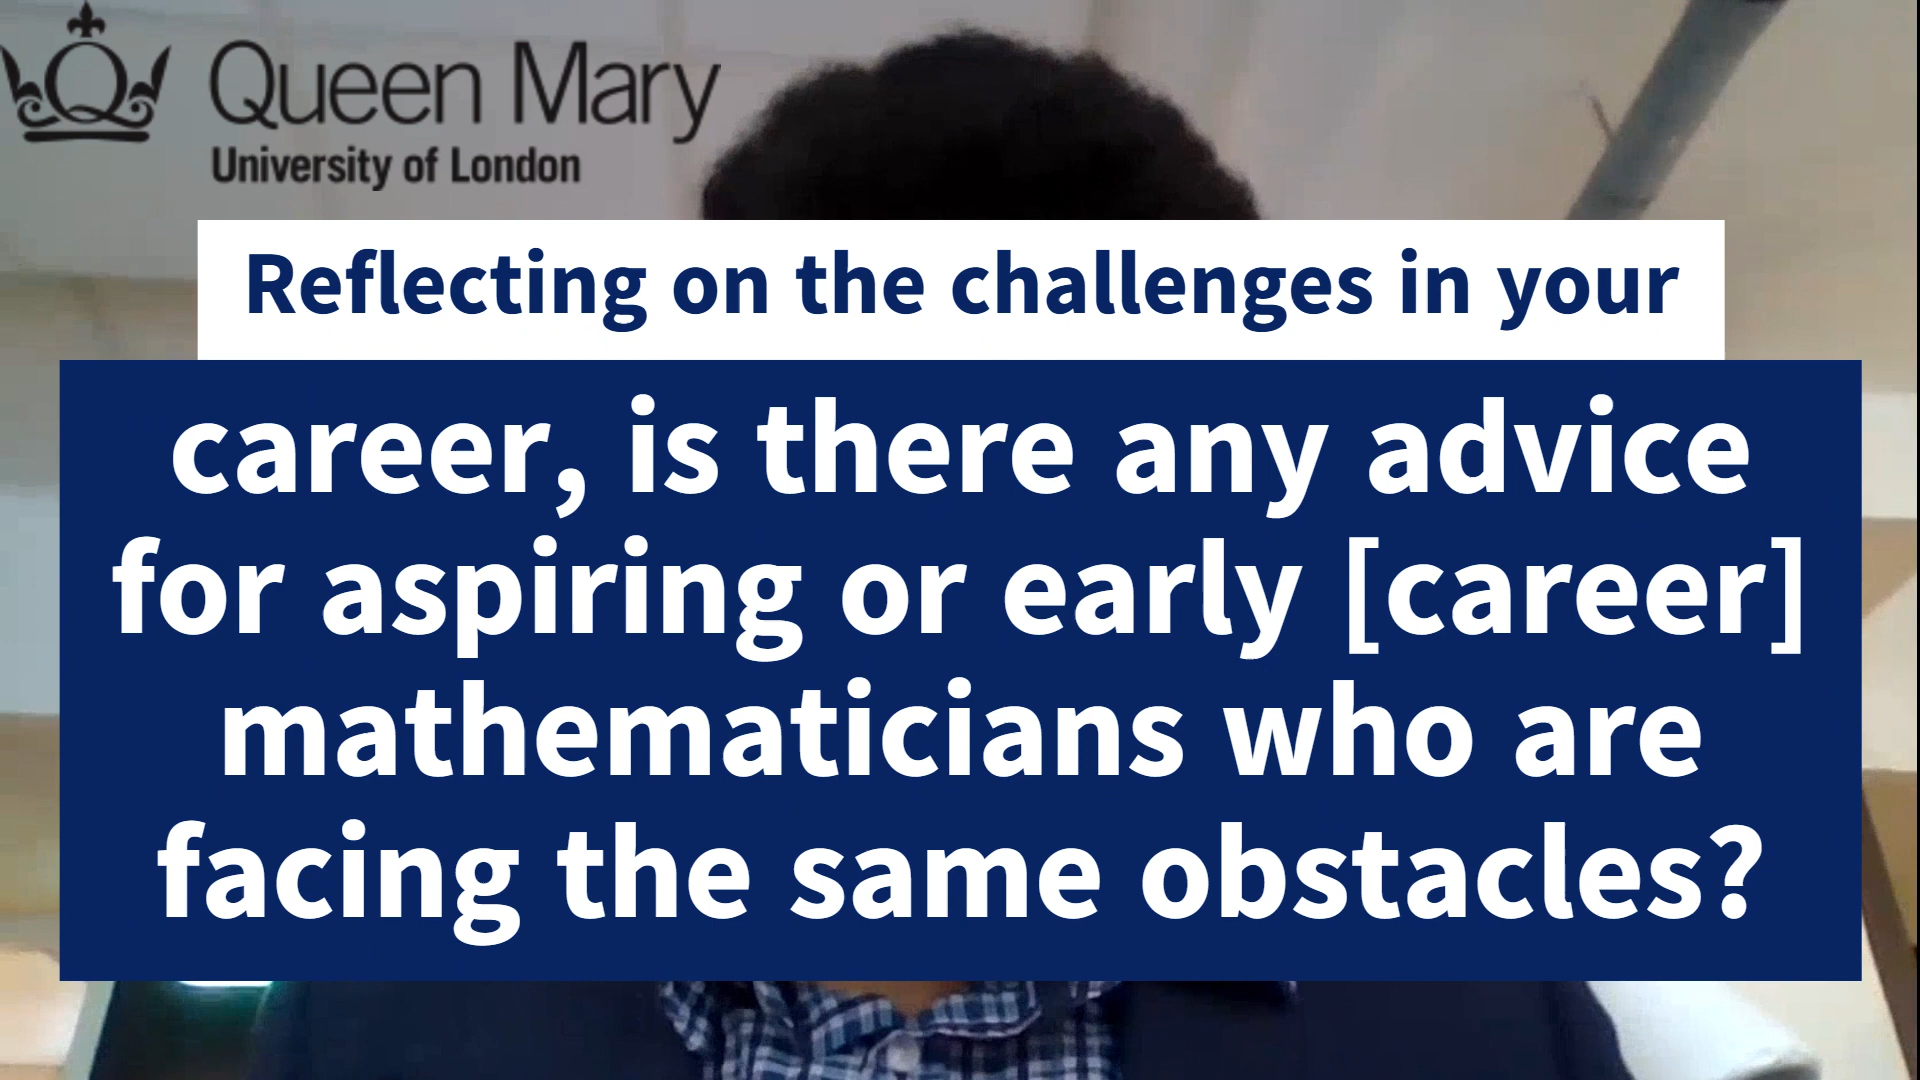 Queen Mary
University of London
Reflecting on the challenges in your
career, is there any advice
for aspiring or early [career]
mathematicians who are
facing the same obstacles?